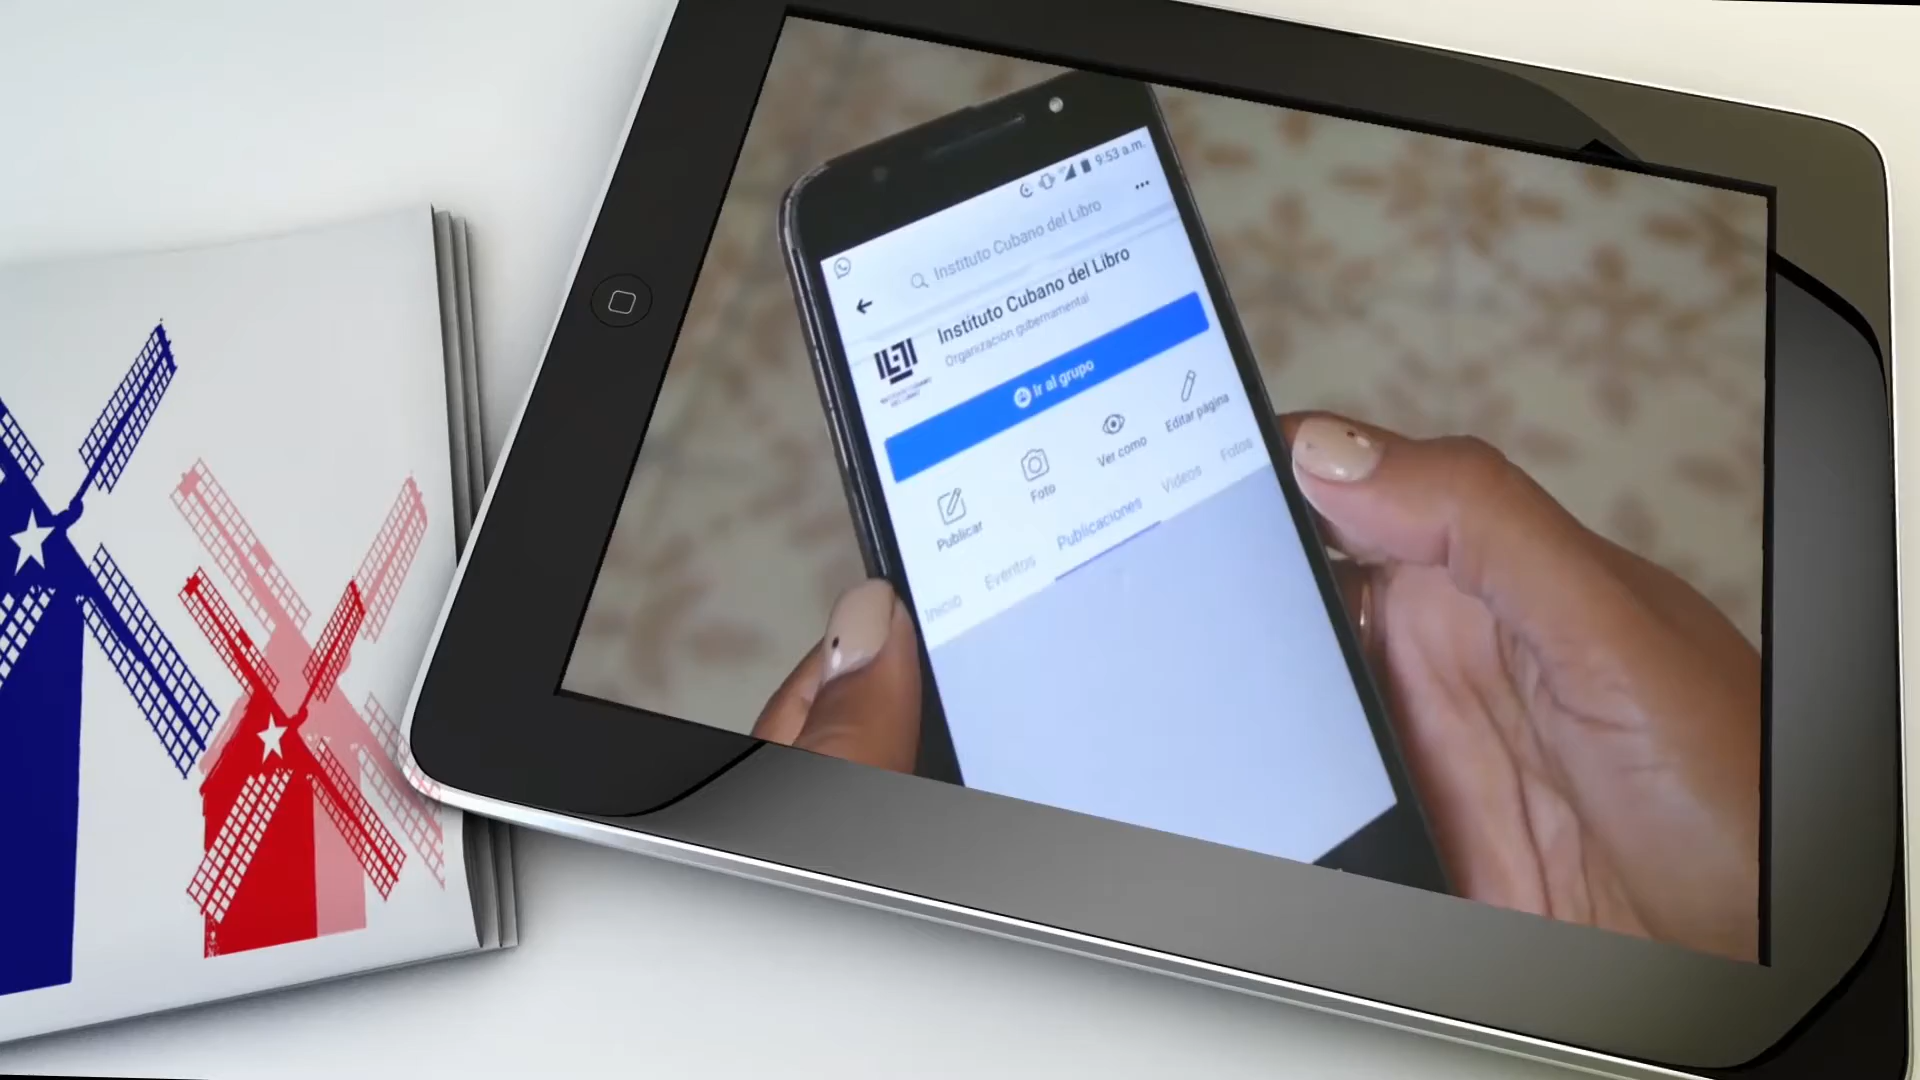 9:53 a.m.
Instituto Cubano del Libro
Instituto Cubano del Libro
Organización gubernamental
Ir al grupo
Publicar
Foto
Ver como
Editar página
Inicio
Eventos
Publicaciones
Videos
Fotos